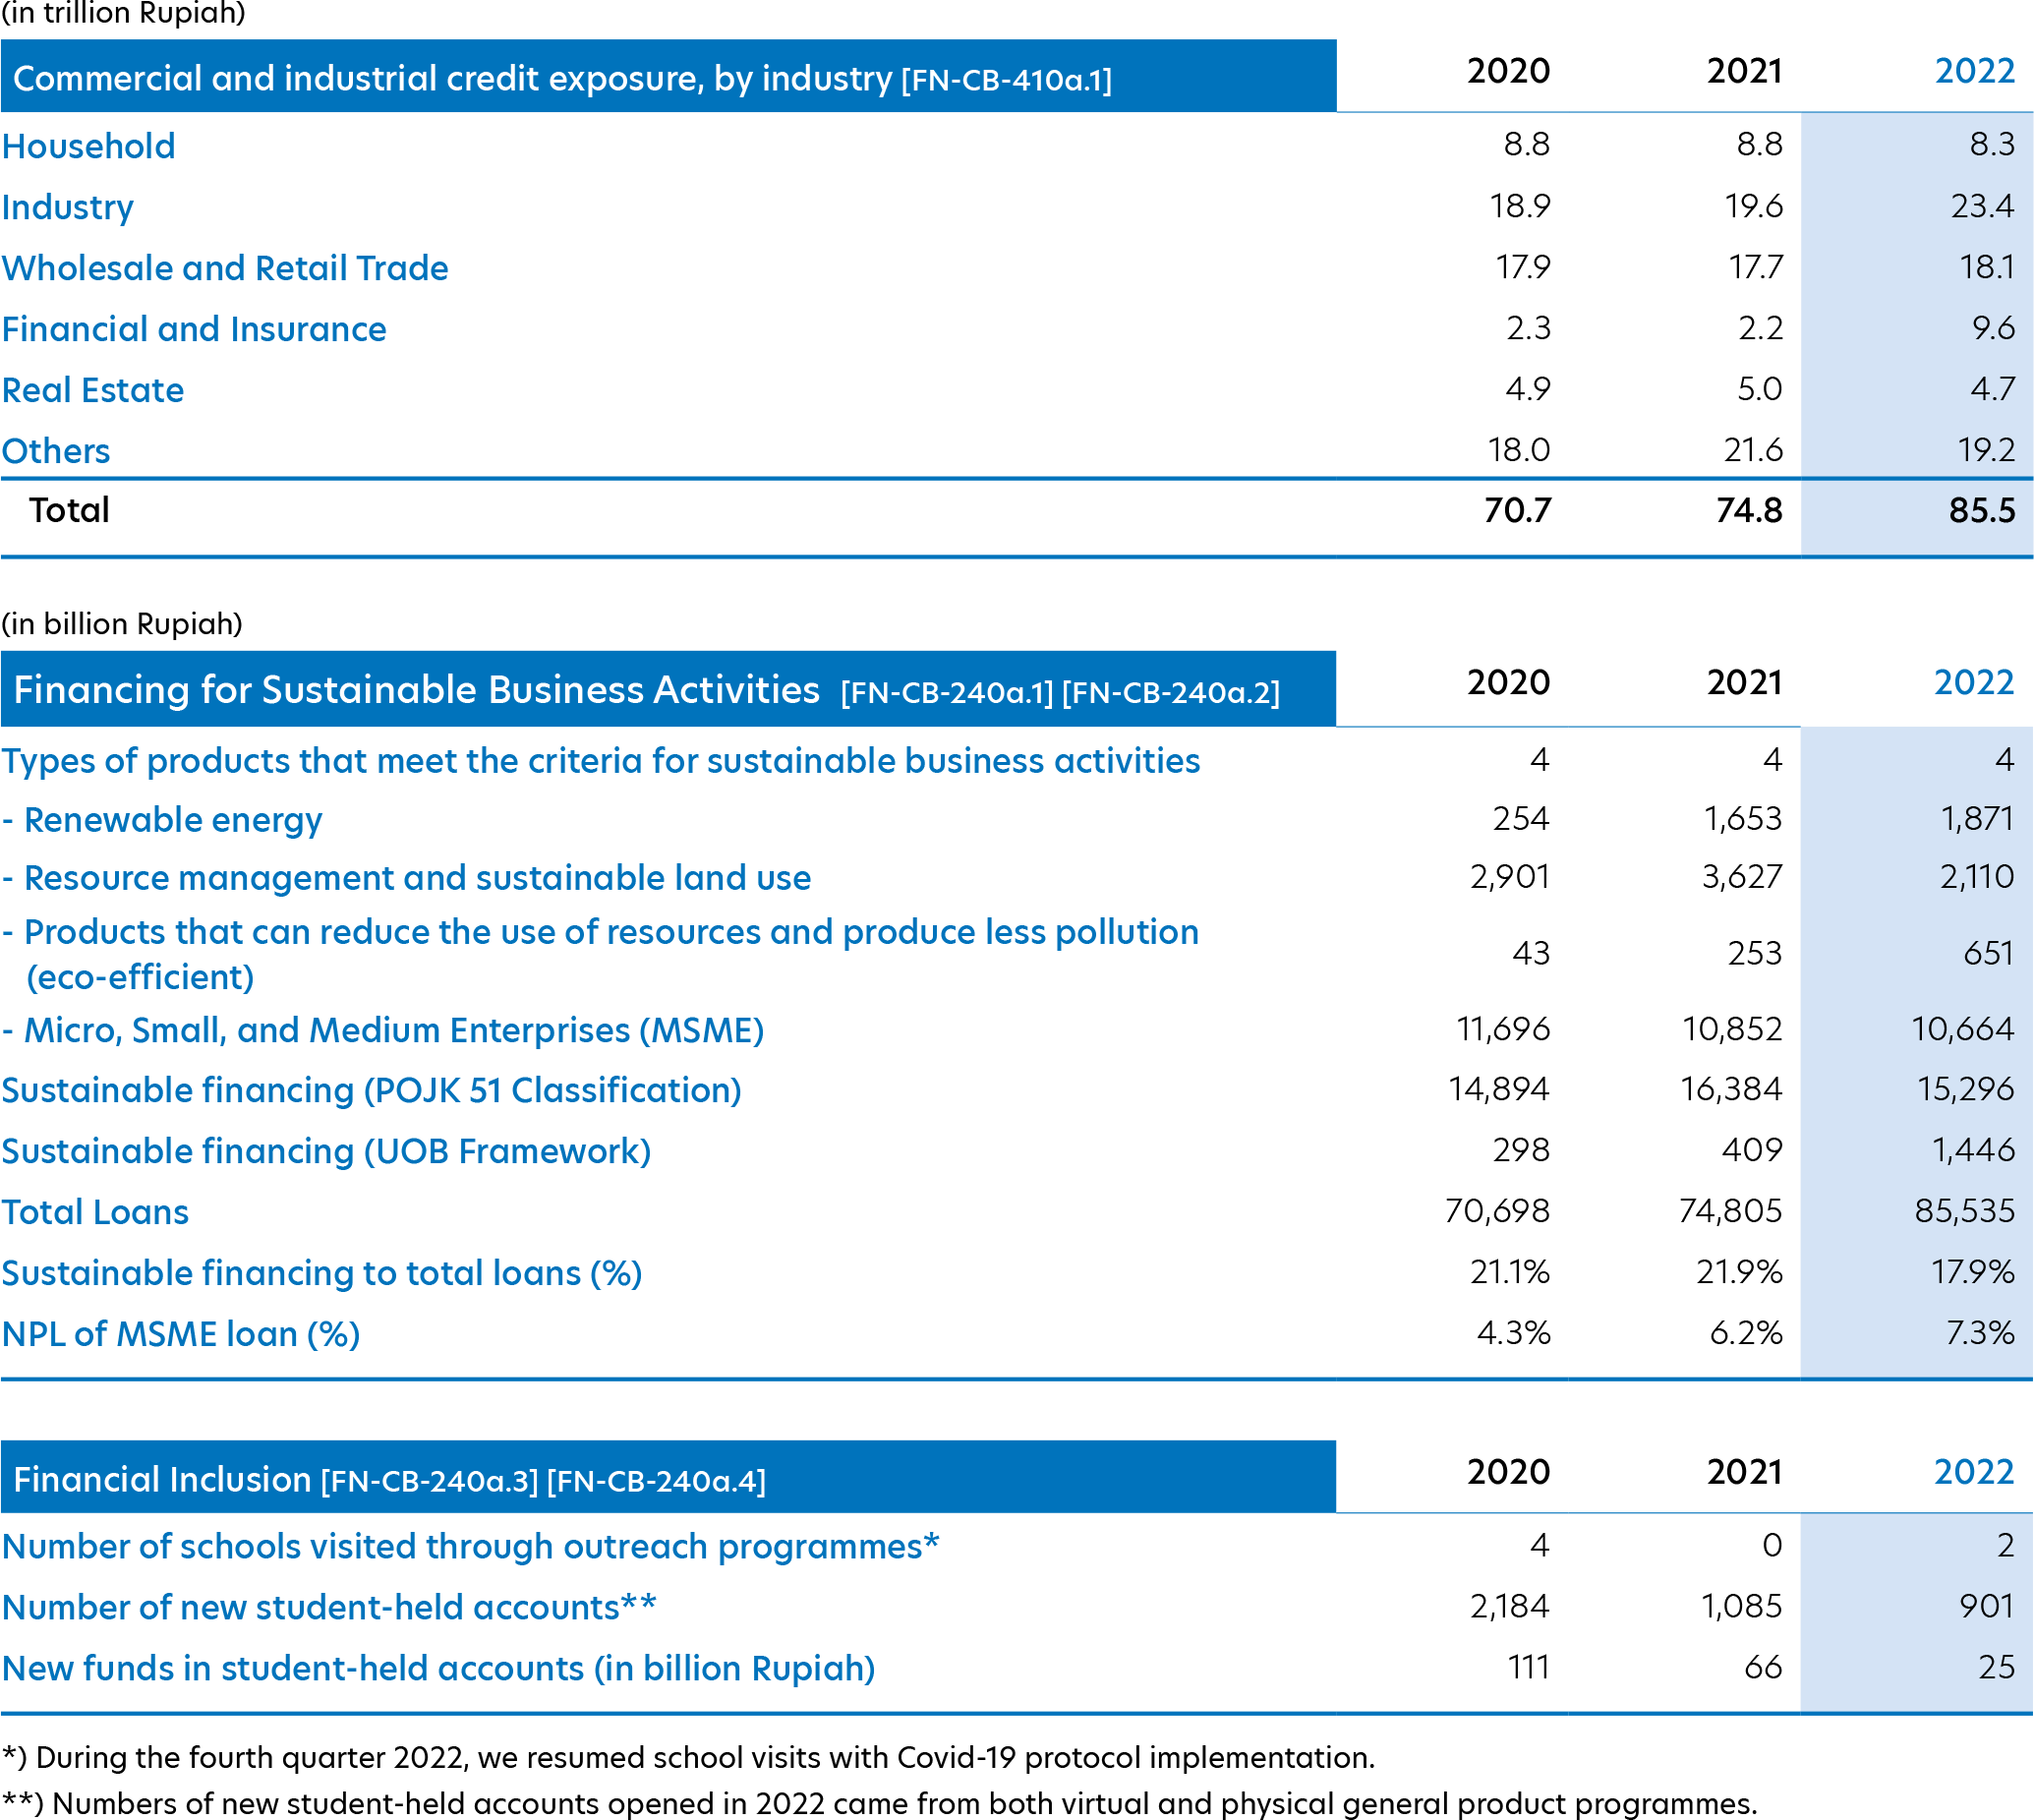 (in trillion Rupiah)
Commercial and industrial credit exposure, by industry [FN-CB-410a.1] 2020 2021 2022
Household 8.8 8.8 8.3
Industry 18.9 19.6 23.4
Wholesale and Retail Trade 17.9 17.7 18.1
Financial and Insurance 2.3 2.2 9.6
Real Estate 4.9 5.0 4.7
Others 18.0 21.6 19.2
Total 70.7 74.8 85.5
(in billion Rupiah)
Financing for Sustainable Business Activities [FN-CB-240a.1] [FN-CB-240a.2] 2020 2021 2022
Types of products that meet the criteria for sustainable business activities 4 4 4
- Renewable energy 254 1,653 1,871
- Resource management and sustainable land use 2,901 3,627 2,110
- Products that can reduce the use of resources and produce less pollution
(eco-efficient) 43 253 651
- Micro, Small, and Medium Enterprises (MSME) 11,696 10,852 10,664
Sustainable financing (POJK 51 Classification) 14,894 16,384 15,296
Sustainable financing (UOB Framework) 298 409 1,446
Total Loans 70,698 74,805 85,535
Sustainable financing to total loans (%) 21.1% 21.9% 17.9%
NPL of MSME loan (%) 4.3% 6.2% 7.3%
Financial Inclusion [FN-CB-240a.3] [FN-CB-240a.4] 2020 2021 2022
Number of schools visited through outreach programmes* 4 0 2
Number of new student-held accounts** 2,184 1,085 901
New funds in student-held accounts (in billion Rupiah) 111 66 25
*) During the fourth quarter 2022, we resumed school visits with Covid-19 protocol implementation.
**) Numbers of new student-held accounts opened in 2022 came from both virtual and physical general product programmes.